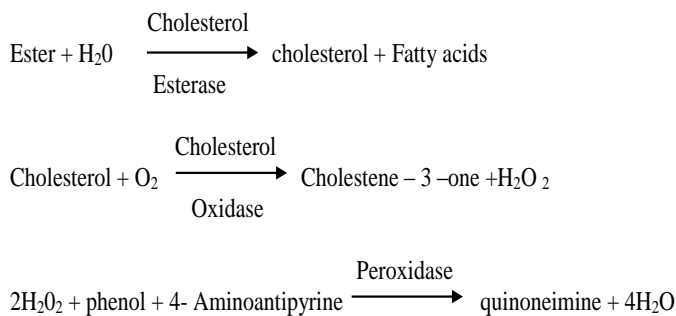 Cholesterol
Ester + H₂0 cholesterol + Fatty acids
Esterase
Cholesterol
Cholesterol + O₂ Cholestene – 3 –one +H₂O ₂
Oxidase
Peroxidase
2H₂0₂ + phenol + 4- Aminoantipyrine quinoneimine + 4H₂O